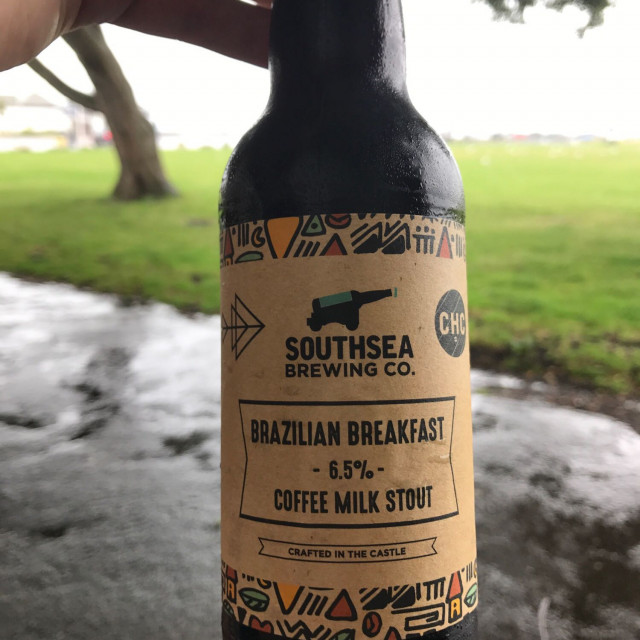 CHC
SOUTHSEA
BREWING CO.
BRAZILIAN BREAKFAST
- 6.5% -
COFFEE MILK STOUT
CRAFTED IN THE CASTLE